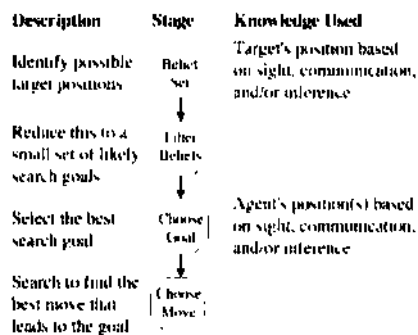 Description Stage Knowledge Used
Identify possible
target positions
Belief
Set
Target's position based
on sight, communication,
and/or inference
Reduce this to a
small set of likely
search goals
Filter
Beliefs
Select the best
search goal
Choose
Goal
Agent's position(s) based
on sight, communication,
and/or inference
Search to find the
best move that
leads to the goal
Choose
Move